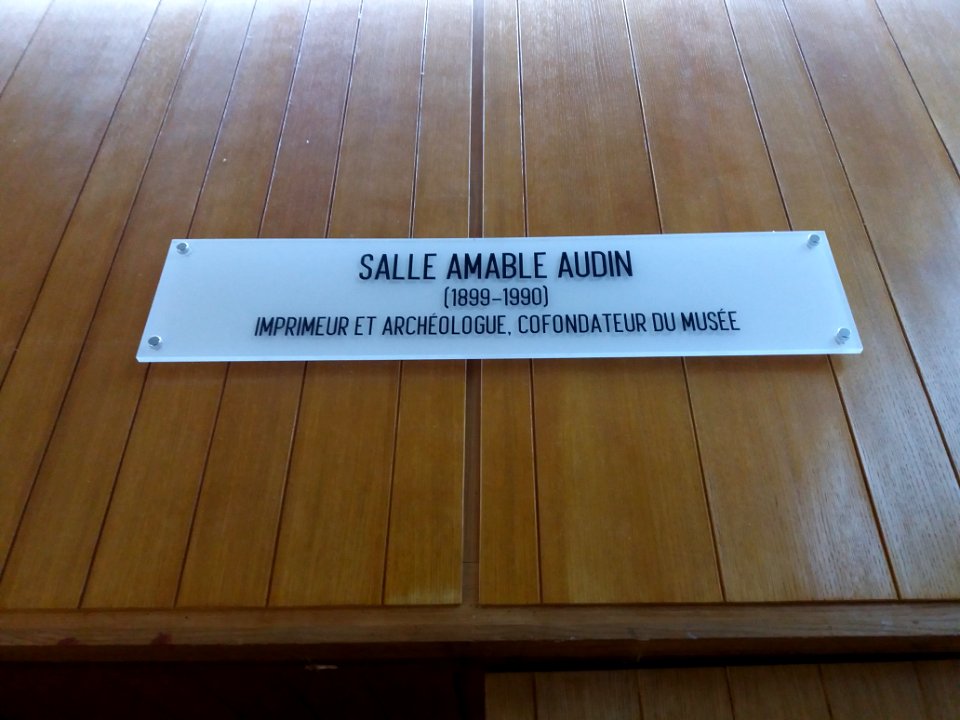 SALLE AMABLE AUDIN
(1899-1990)
IMPRIMEUR ET ARCHÉOLOGUE, COFONDATEUR DU MUSÉE